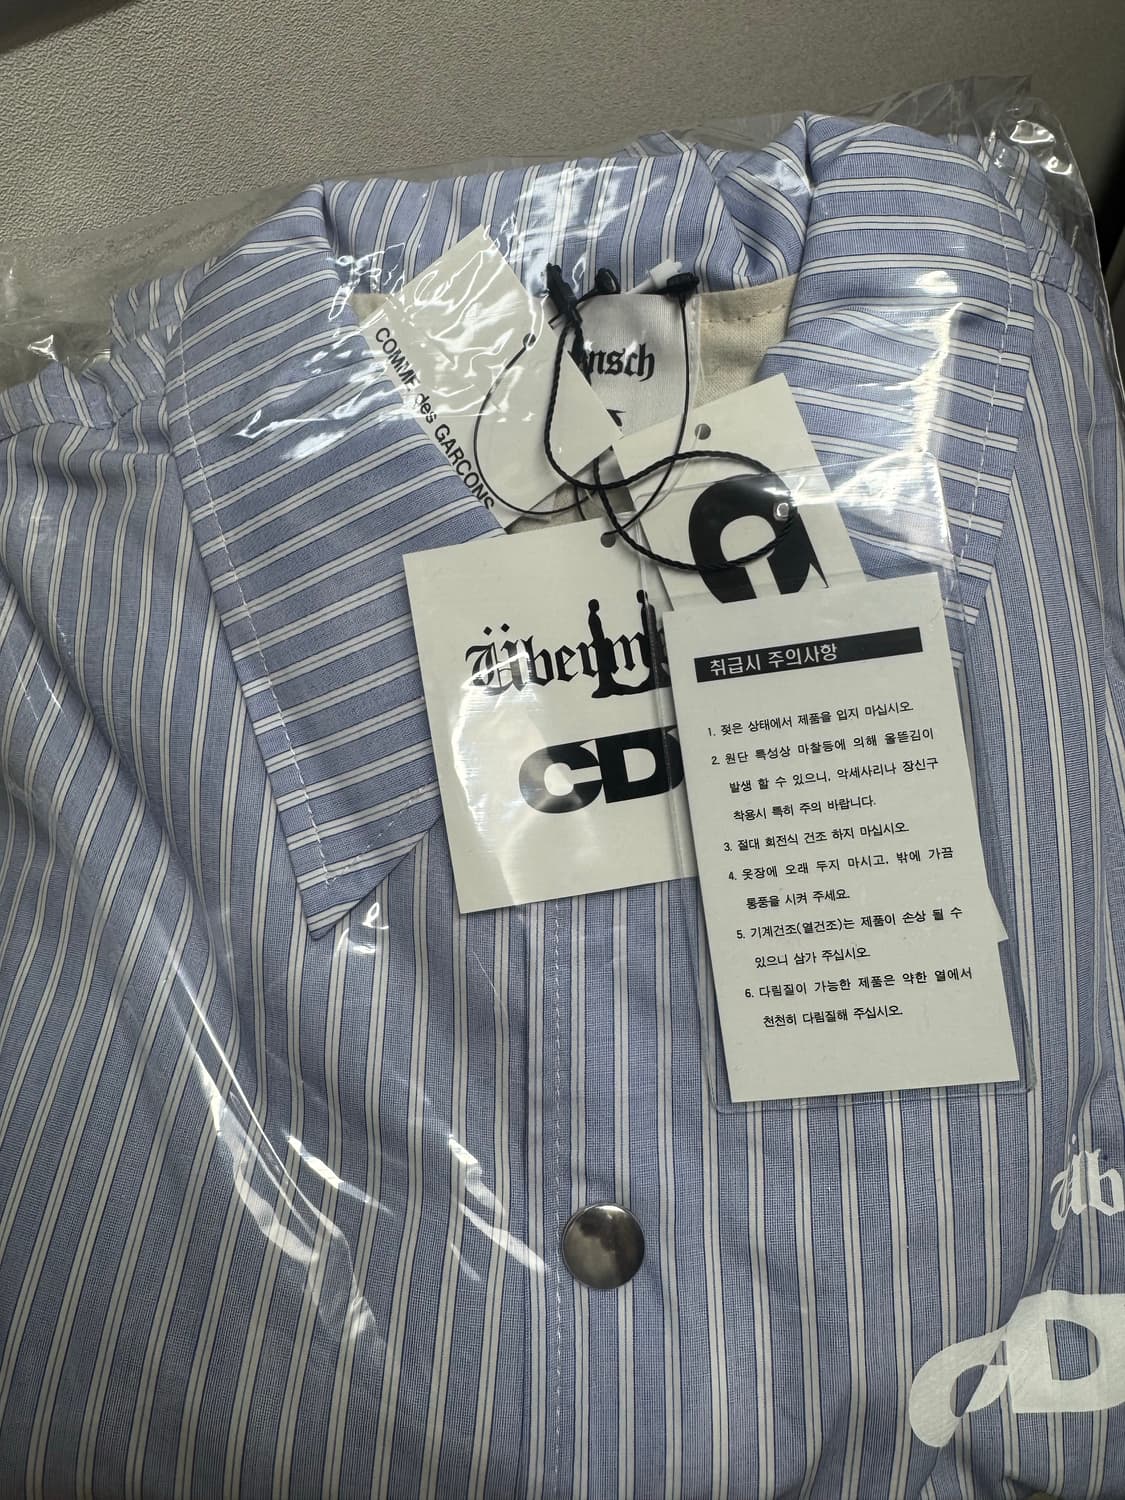 COMME des GARÇONS
nsch
Überm
CD
취급시 주의사항
1. 젖은 상태에서 제품을 입지 마십시오.
2. 원단 특성상 마찰등에 의해 올뜯김이
발생 할 수 있으니, 악세사리나 장신구
착용시 특히 주의 바랍니다.
3. 절대 회전식 건조 하지 마십시오.
4. 옷장에 오래 두지 마시고, 밖에 가끔
통풍을 시켜 주세요.
5. 기계건조(열건조)는 제품이 손상 될 수
있으니 삼가 주십시오.
6. 다림질이 가능한 제품은 약한 열에서
천천히 다림질해 주십시오.
Üb
CD